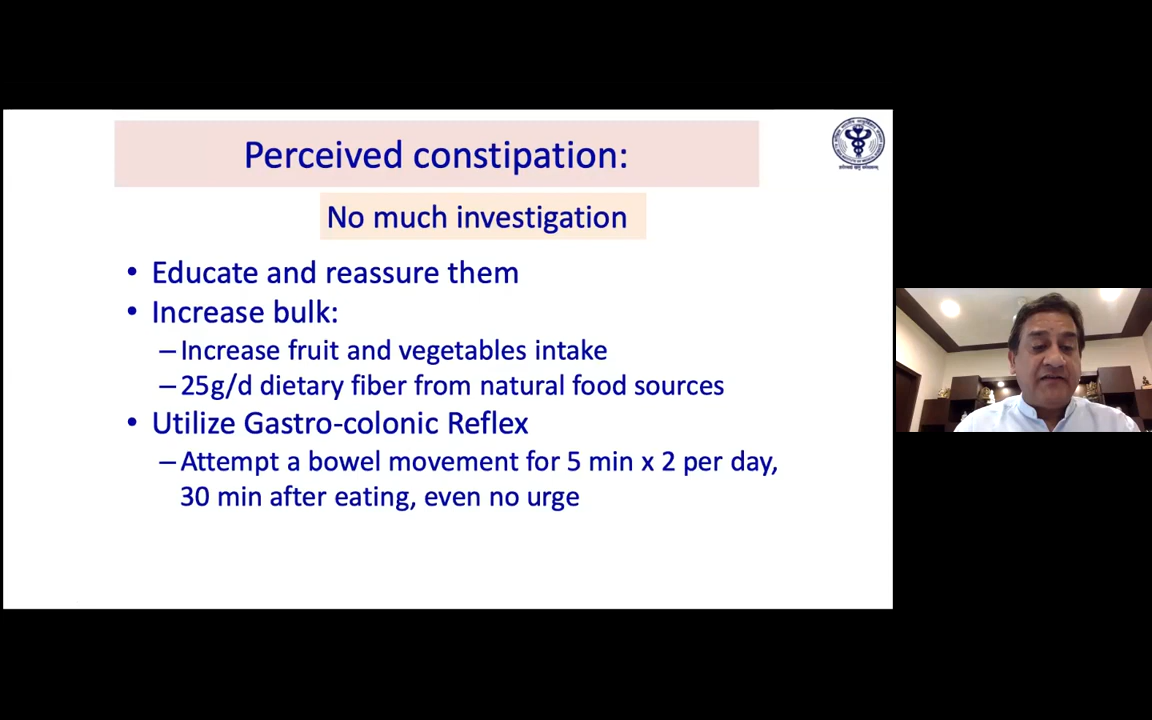 Perceived constipation:
No much investigation
• Educate and reassure them
• Increase bulk:
–Increase fruit and vegetables intake
–25g/d dietary fiber from natural food sources
• Utilize Gastro-colonic Reflex
–Attempt a bowel movement for 5 min x 2 per day,
30 min after eating, even no urge